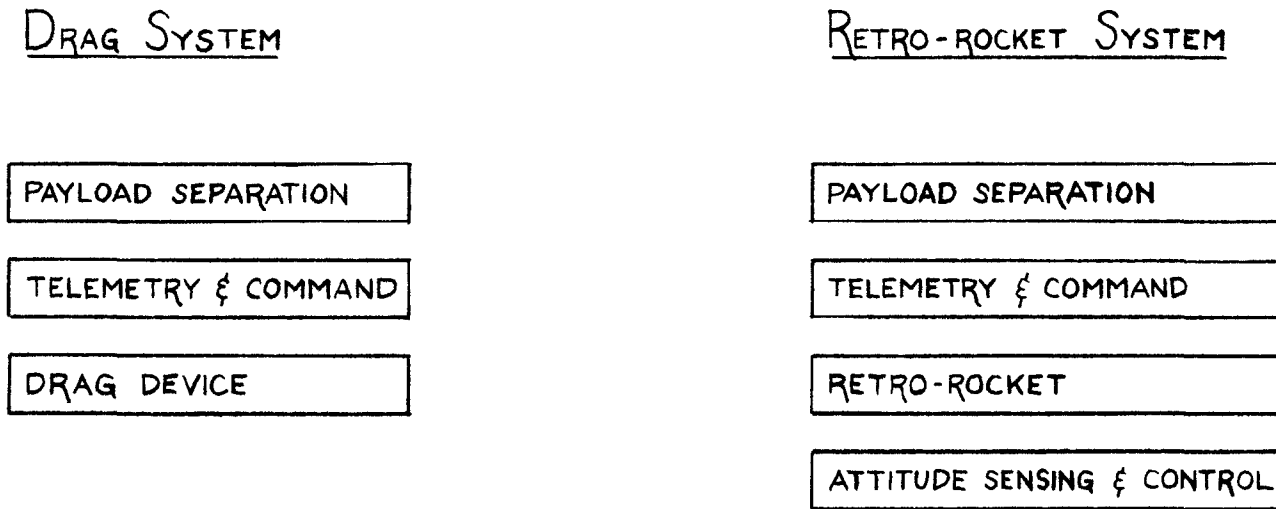 DRAG SYSTEM
PAYLOAD SEPARATION
TELEMETRY & COMMAND
DRAG DEVICE
RETRO-ROCKET SYSTEM
PAYLOAD SEPARATION
TELEMETRY & COMMAND
RETRO-ROCKET
ATTITUDE SENSING & CONTROL